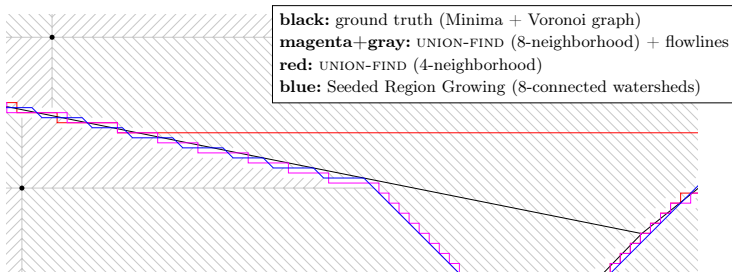 black: ground truth (Minima + Voronoi graph)
magenta+gray: UNION-FIND (8-neighborhood) + flowlines
red: UNION-FIND (4-neighborhood)
blue: Seeded Region Growing (8-connected watersheds)